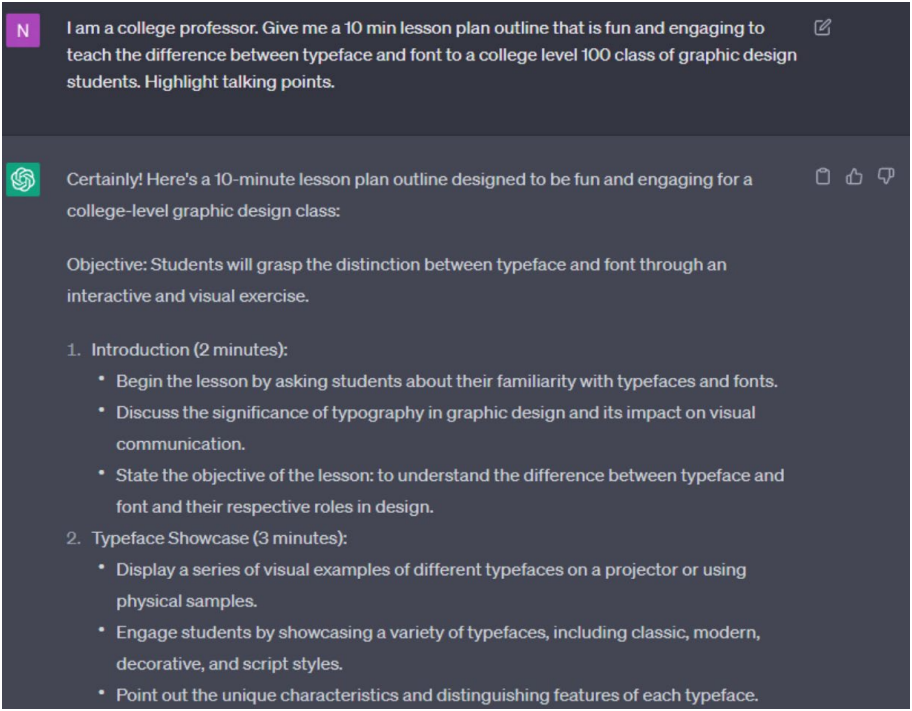 N
I am a college professor. Give me a 10 min lesson plan outline that is fun and engaging to
teach the difference between typeface and font to a college level 100 class of graphic design
students. Highlight talking points.
Certainly! Here's a 10-minute lesson plan outline designed to be fun and engaging for a
college-level graphic design class:
Objective: Students will grasp the distinction between typeface and font through an
interactive and visual exercise.
1. Introduction (2 minutes):
• Begin the lesson by asking students about their familiarity with typefaces and fonts.
• Discuss the significance of typography in graphic design and its impact on visual
communication.
• State the objective of the lesson: to understand the difference between typeface and
font and their respective roles in design.
2. Typeface Showcase (3 minutes):
• Display a series of visual examples of different typefaces on a projector or using
physical samples.
• Engage students by showcasing a variety of typefaces, including classic, modern,
decorative, and script styles.
• Point out the unique characteristics and distinguishing features of each typeface.